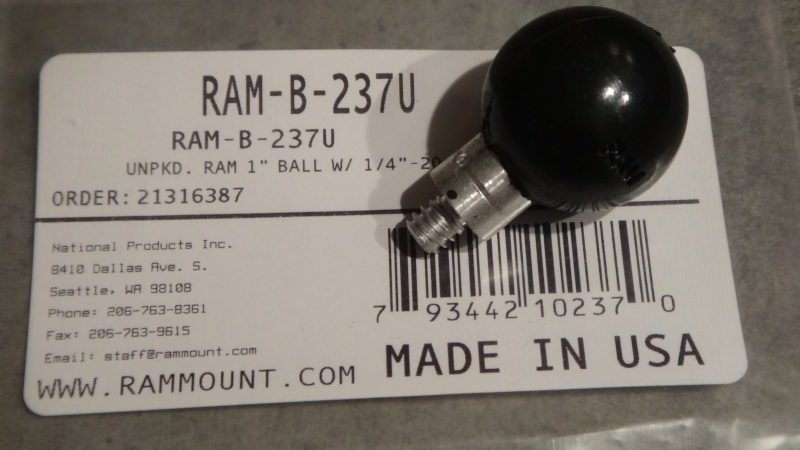 RAM-B-237U
RAM-B-237U
UNPKD. RAM 1" BALL W/ 1/4"-20
ORDER: 21316387
National Products Inc.
8410 Dallas Ave. S.
Seattle, WA 98108
Phone: 206-763-8361
Fax: 206-763-9615
Email: staff@rammount.com
WWW.RAMMOUNT.COM
7 93442 10237 0
MADE IN USA
RAM